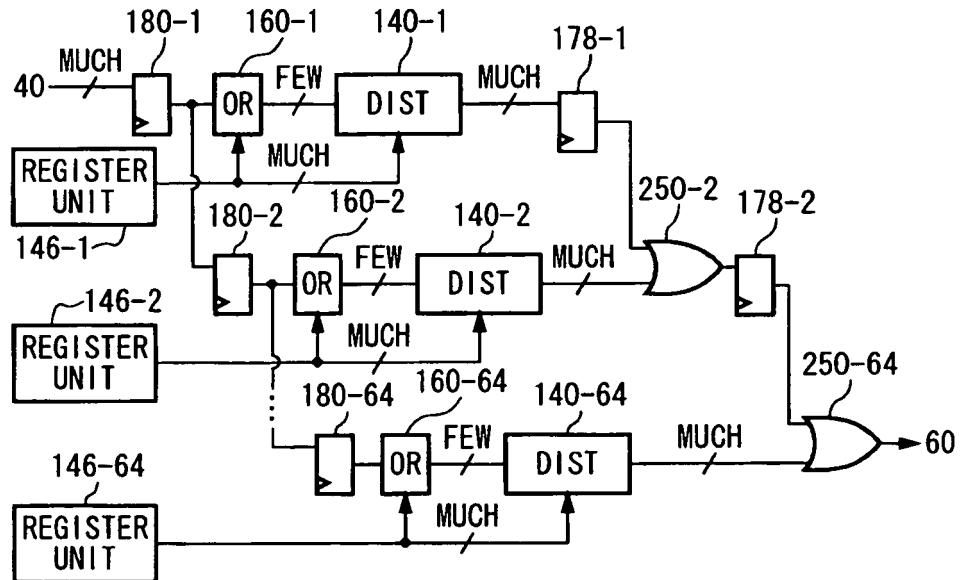 180-1
160-1
140-1
178-1
40
MUCH
OR
FEW
DIST
MUCH
REGISTER
UNIT
MUCH
146-1
180-2
160-2
140-2
250-2
178-2
146-2
OR
FEW
DIST
MUCH
REGISTER
UNIT
MUCH
180-64
160-64
140-64
250-64
146-64
OR
FEW
DIST
MUCH
60
REGISTER
UNIT
MUCH